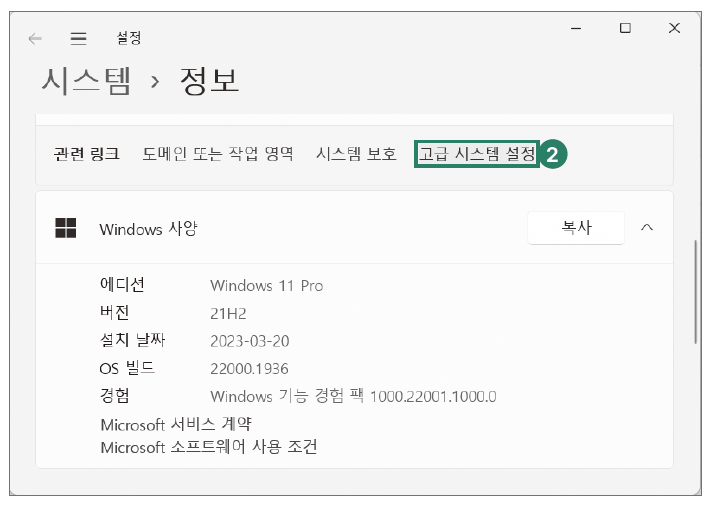 설정
시스템 > 정보
관련 링크 도메인 또는 작업 영역 시스템 보호 고급 시스템 설정 2
Windows 사양 복사
에디션 Windows 11 Pro
버전 21H2
설치 날짜 2023-03-20
OS 빌드 22000.1936
경험 Windows 기능 경험 팩 1000.22001.1000.0
Microsoft 서비스 계약
Microsoft 소프트웨어 사용 조건